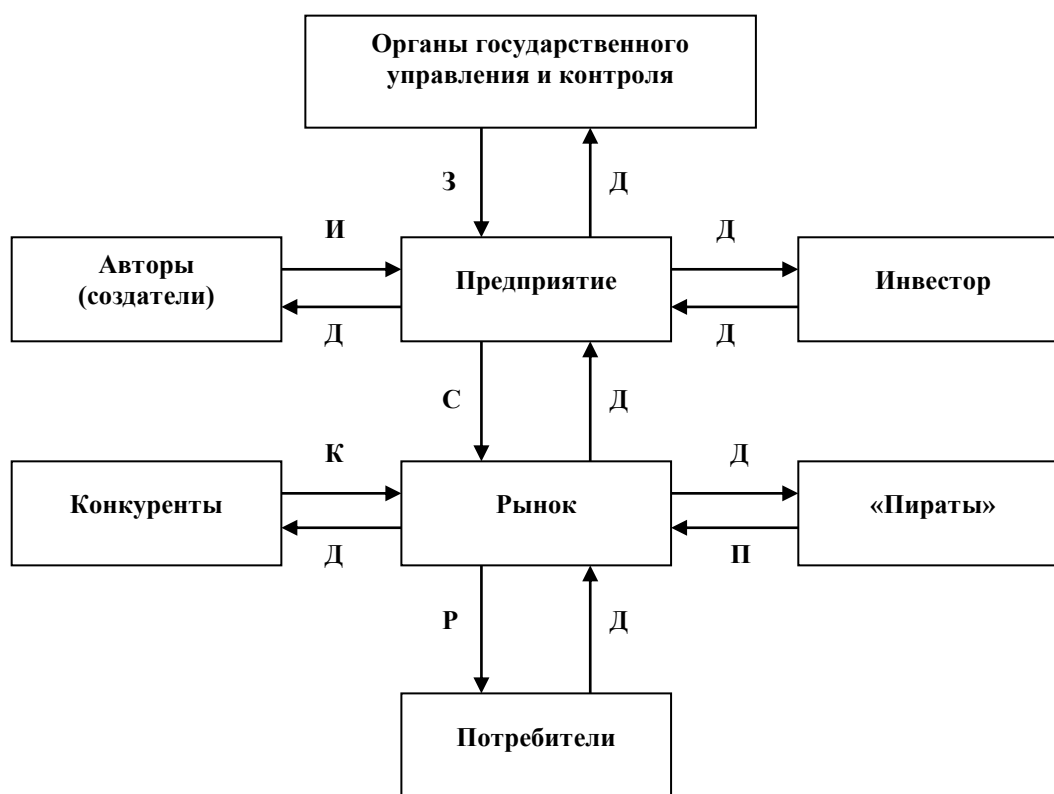 Органы государственного
управления и контроля
З
Д
И
Д
Авторы
(создатели)
Предприятие
Инвестор
Д
Д
С
Д
К
Д
Конкуренты
Рынок
«Пираты»
Д
П
Р
Д
Потребители